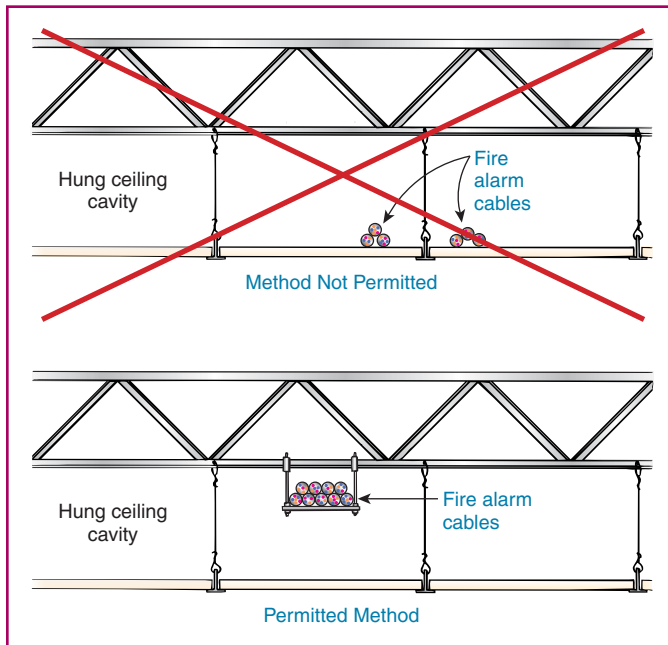 Hung ceiling
cavity
Fire
alarm
cables
Method Not Permitted
Hung ceiling
cavity
Fire alarm
cables
Permitted Method